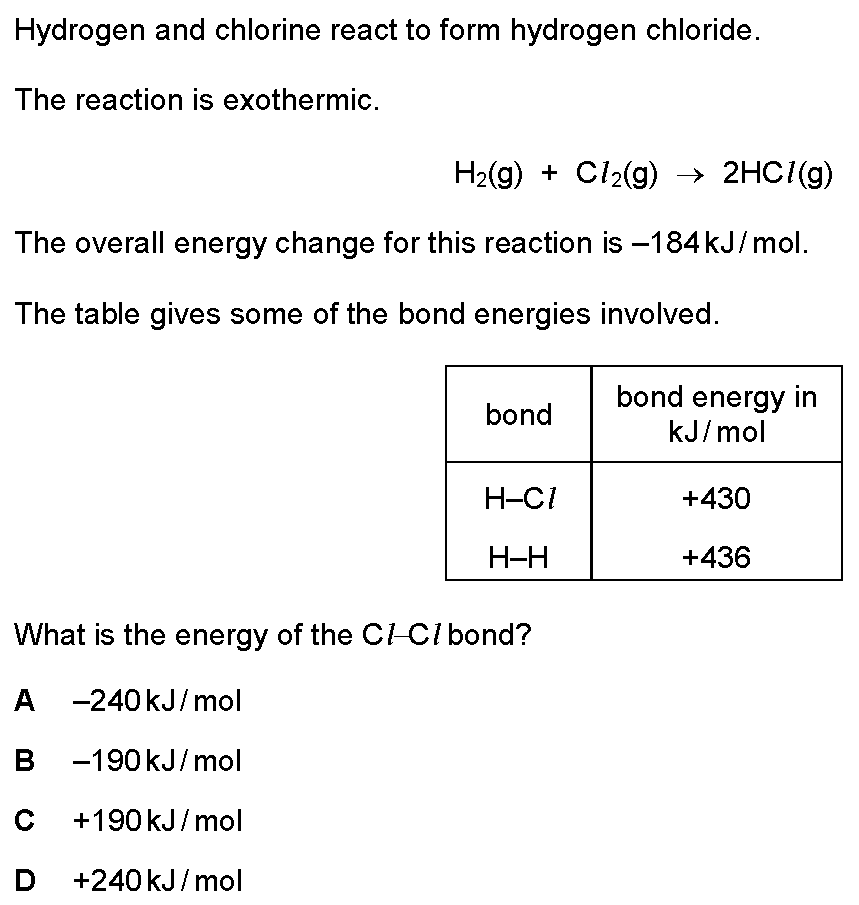 Hydrogen and chlorine react to form hydrogen chloride.
The reaction is exothermic.
H₂(g) + Cl₂(g) → 2HCl(g)
The overall energy change for this reaction is –184 kJ/mol.
The table gives some of the bond energies involved.
bond
bond energy in
kJ/mol
H–Cl +430
H–H +436
What is the energy of the Cl–Cl bond?
A –240 kJ/mol
B –190 kJ/mol
C +190 kJ/mol
D +240 kJ/mol